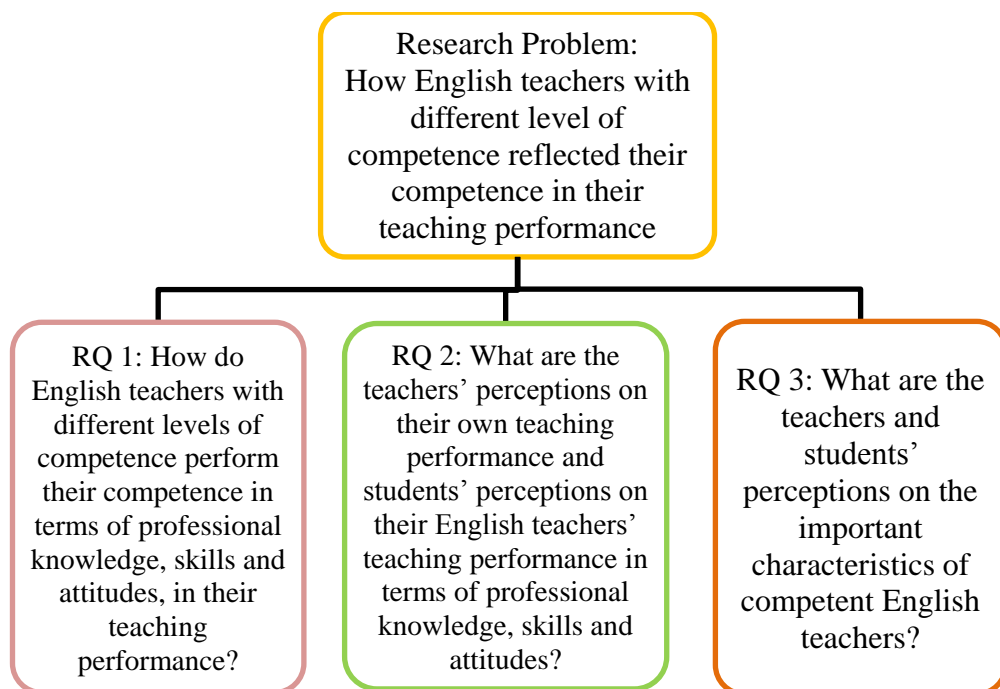 Research Problem:
How English teachers with
different level of
competence reflected their
competence in their
teaching performance
RQ 1: How do
English teachers with
different levels of
competence perform
their competence in
terms of professional
knowledge, skills and
attitudes, in their
teaching
performance?
RQ 2: What are the
teachers’ perceptions on
their own teaching
performance and
students’ perceptions on
their English teachers’
teaching performance in
terms of professional
knowledge, skills and
attitudes?
RQ 3: What are the
teachers and
students’
perceptions on the
important
characteristics of
competent English
teachers?